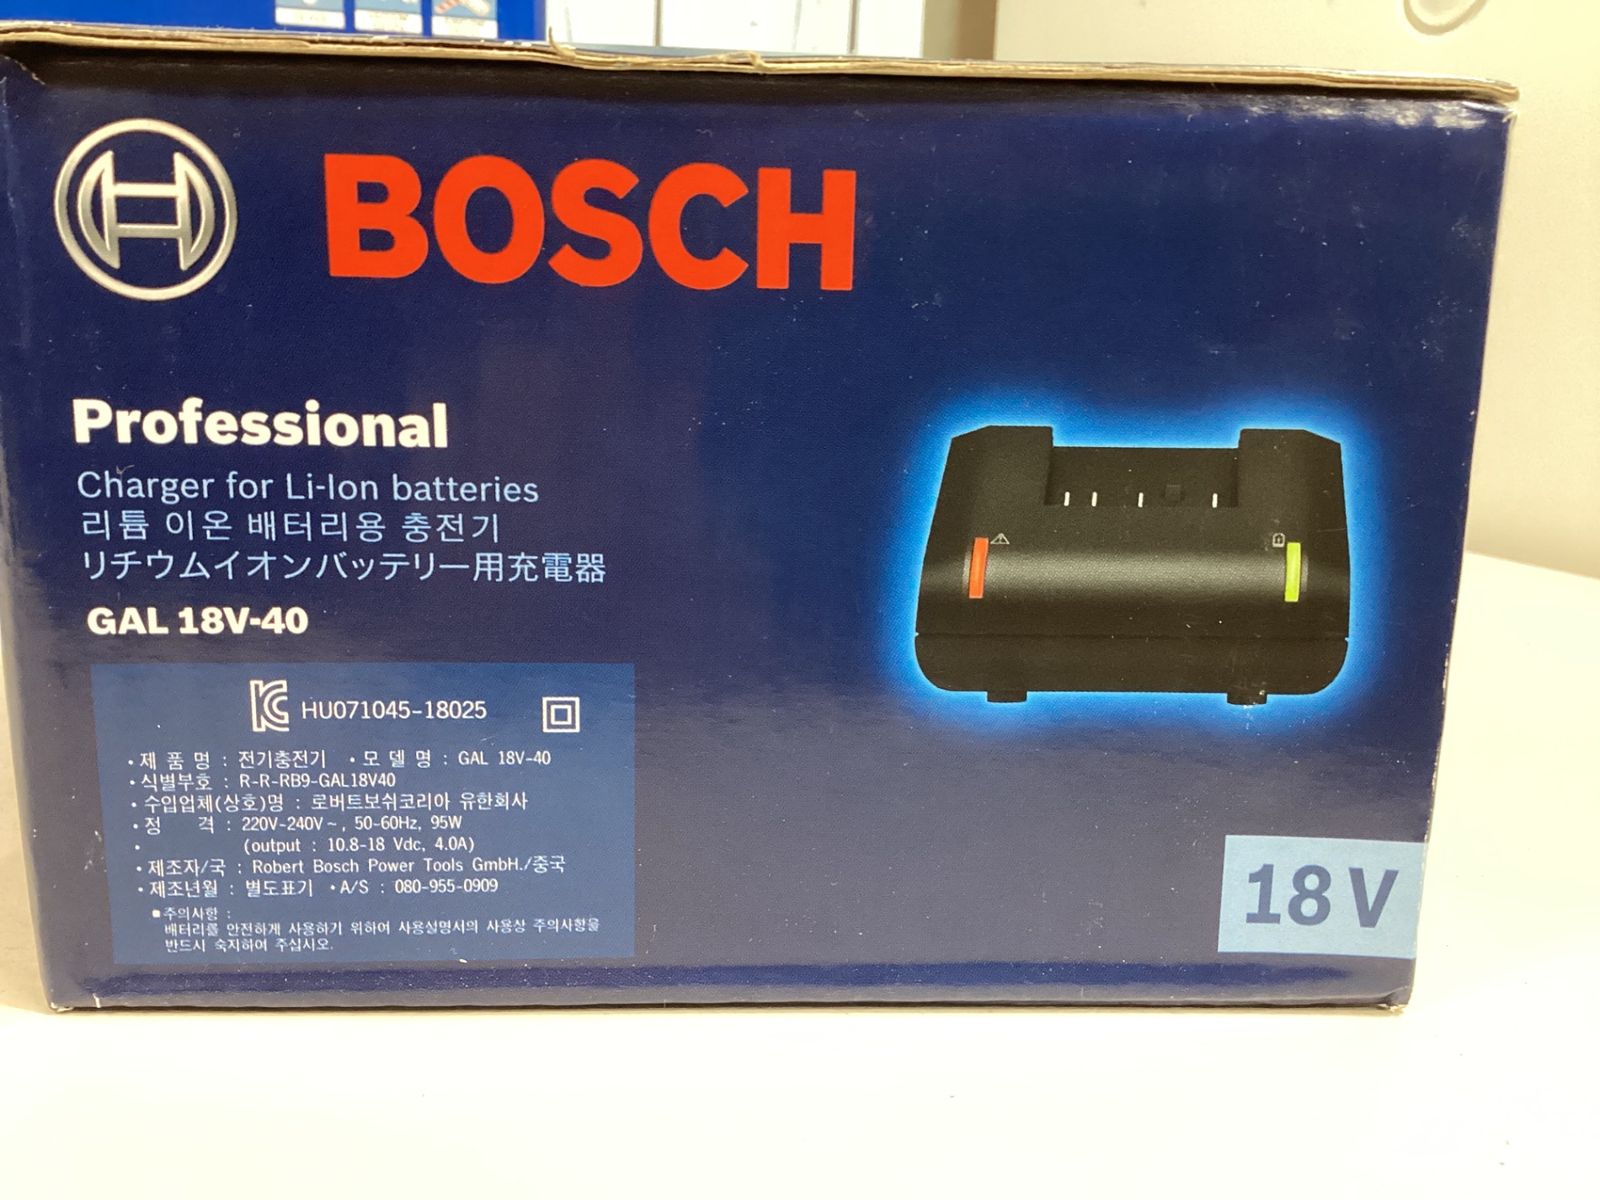 BOSCH
Professional
Charger for Li-Ion batteries
리튬 이온 배터리용 충전기
リチウムイオンバッテリー用充電器
GAL 18V-40
HU071045-18025
• 제 품 명 : 전기충전기 • 모 델 명 : GAL 18V-40
• 식별부호 : R-R-RB9-GAL18V40
• 수입업체(상호)명 : 로버트보쉬코리아 유한회사
• 정 격 : 220V-240V~, 50-60Hz, 95W
• (output : 10.8-18 Vdc, 4.0A)
• 제조자/국 : Robert Bosch Power Tools GmbH./중국
• 제조년월 : 별도표기 • A/S : 080-955-0909
■ 주의사항 :
배터리를 안전하게 사용하기 위하여 사용설명서의 사용상 주의사항을
반드시 숙지하여 주십시오.
18 V